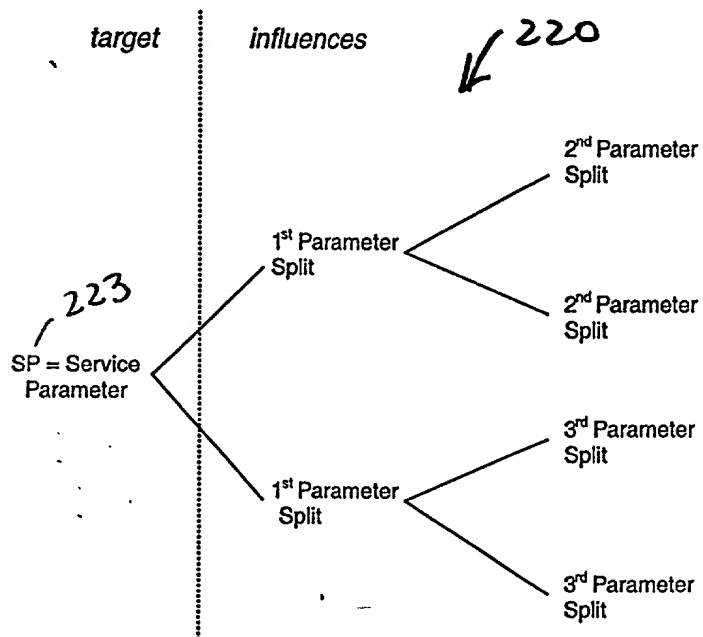 target
influences
220
2nd Parameter
Split
1st Parameter
Split
2nd Parameter
Split
223
SP = Service
Parameter
3rd Parameter
Split
1st Parameter
Split
3rd Parameter
Split